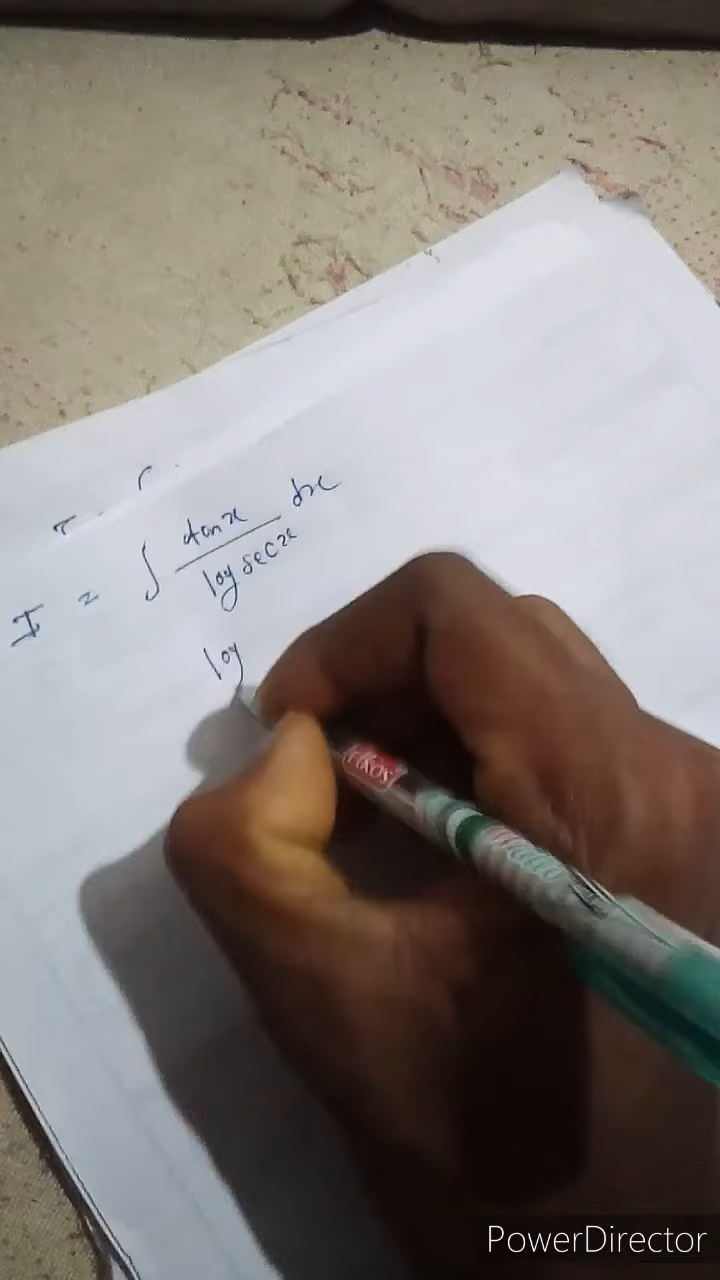 I = ∫ tanx / log secx dx
log
PowerDirector